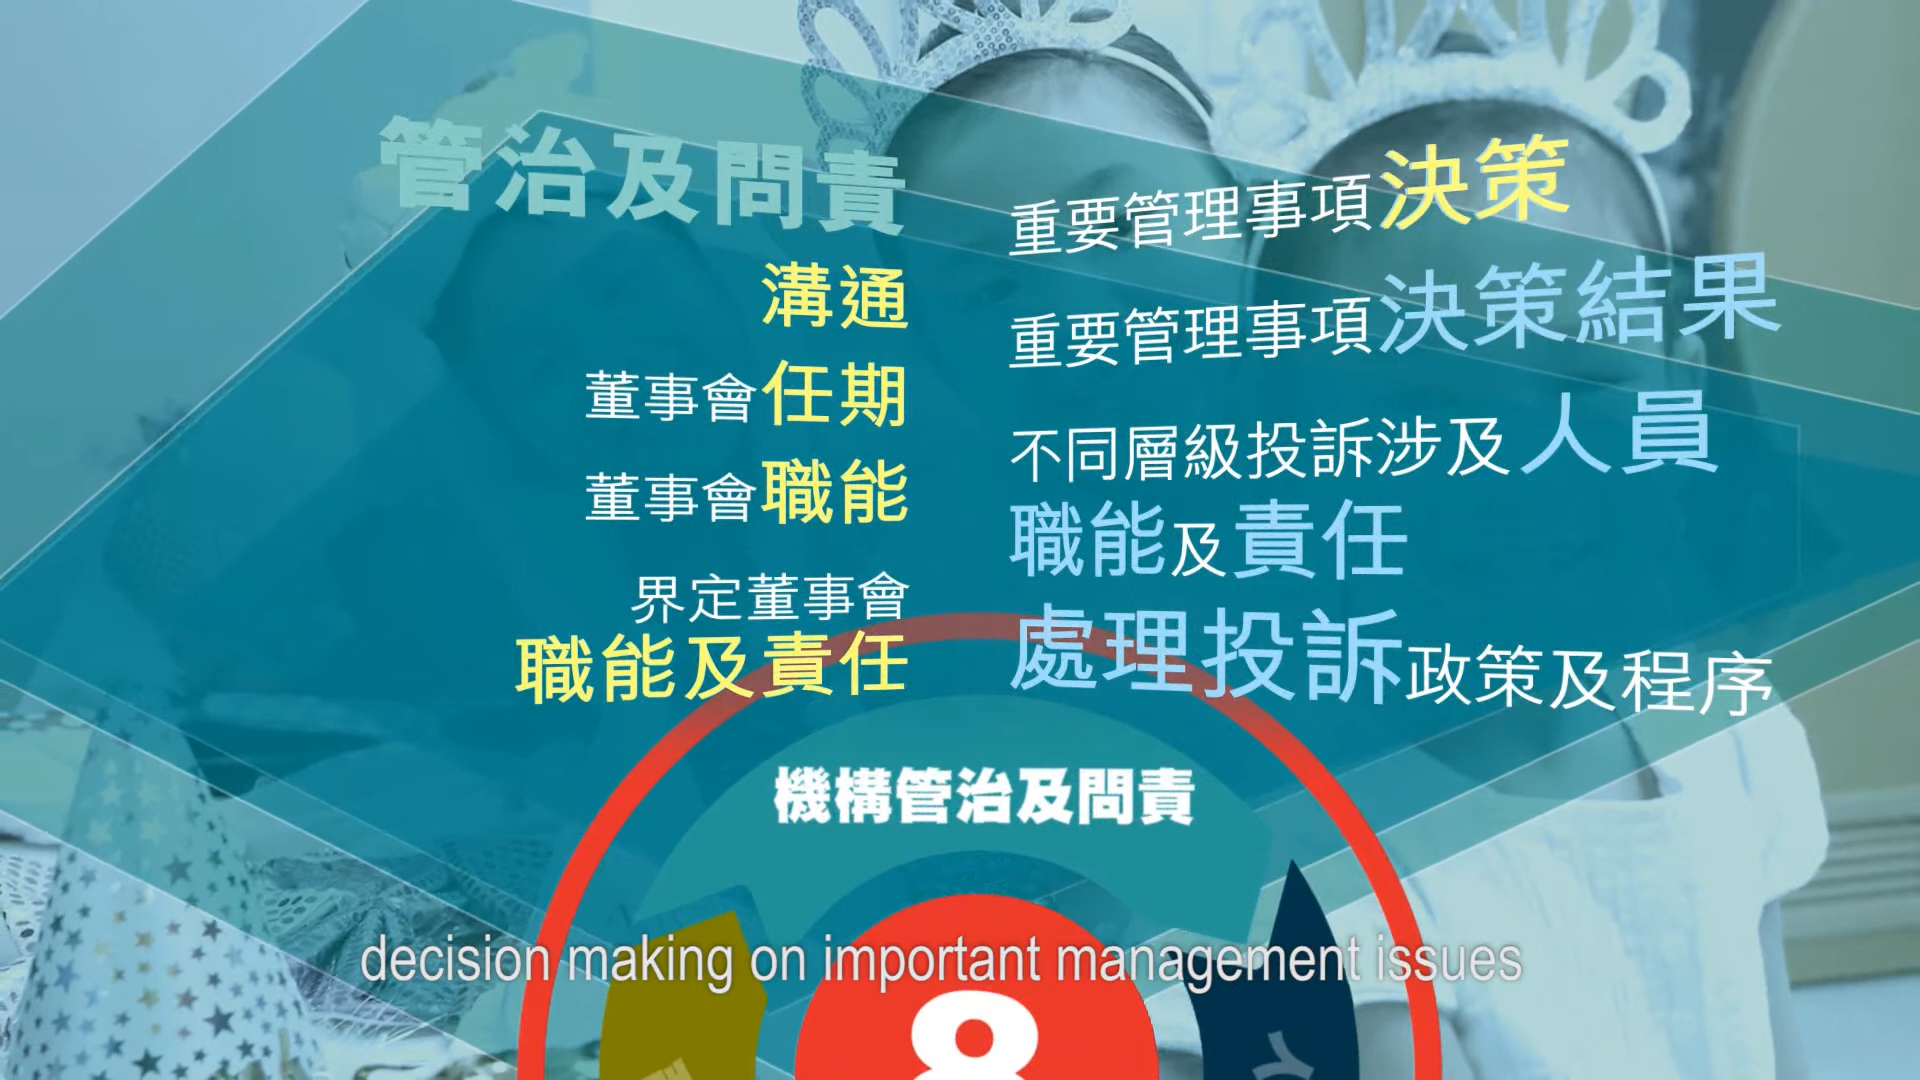 管治及問責
溝通
董事會任期
董事會職能
界定董事會
職能及責任
重要管理事項決策
重要管理事項決策結果
不同層級投訴涉及人員
職能及責任
處理投訴政策及程序
機構管治及問責
decision making on important management issues
8